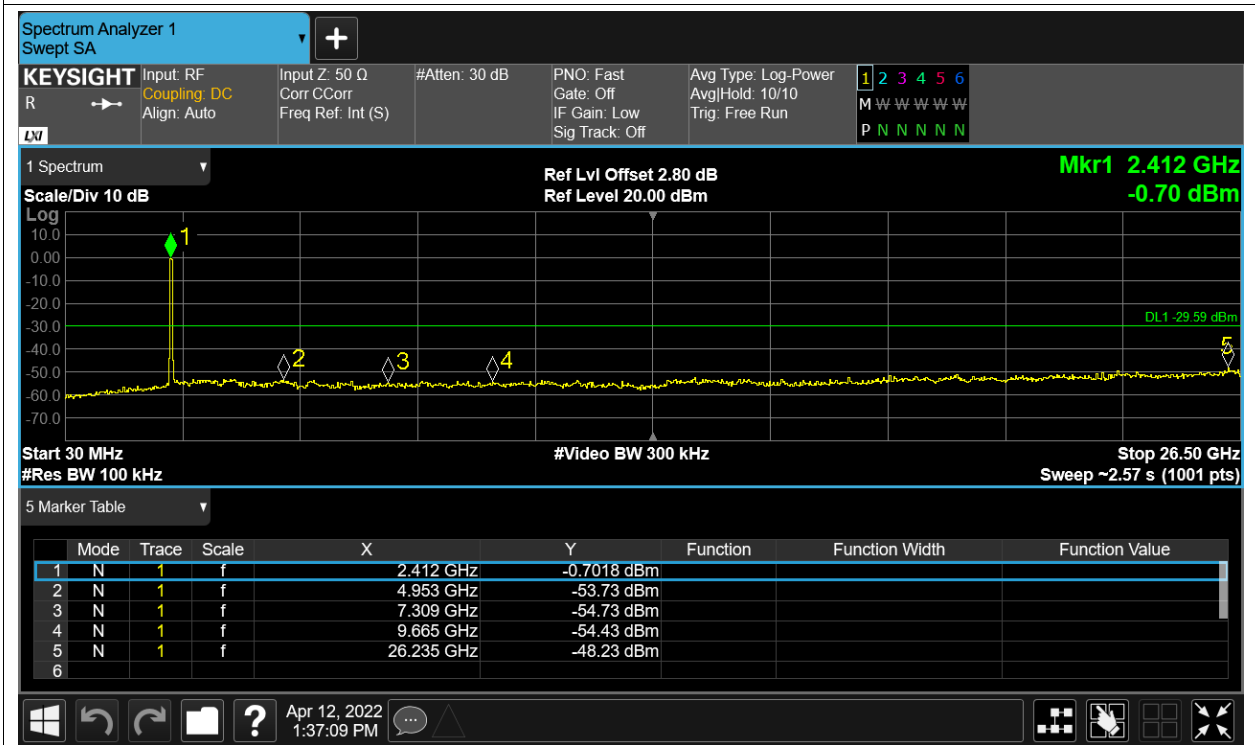 Spectrum Analyzer 1
Swept SA
KEYSIGHT
R
LXI
Input: RF
Coupling: DC
Align: Auto
Input Z: 50 Ω
Corr CCorr
Freq Ref: Int (S)
#Atten: 30 dB
PNO: Fast
Gate: Off
IF Gain: Low
Sig Track: Off
Avg Type: Log-Power
Avg|Hold: 10/10
Trig: Free Run
1 2 3 4 5 6
M W W W W W
P N N N N N
1 Spectrum
Scale/Div 10 dB
Ref Lvl Offset 2.80 dB
Ref Level 20.00 dBm
Mkr1 2.412 GHz
-0.70 dBm
Log
10.0
0.00
-10.0
-20.0
-30.0
-40.0
-50.0
-60.0
-70.0
1
2
3
4
5
DL1 -29.59 dBm
Start 30 MHz
#Video BW 300 kHz
Stop 26.50 GHz
#Res BW 100 kHz
Sweep ~2.57 s (1001 pts)
5 Marker Table
Mode Trace Scale X Y Function Function Width Function Value
1 N 1 f 2.412 GHz -0.7018 dBm
2 N 1 f 4.953 GHz -53.73 dBm
3 N 1 f 7.309 GHz -54.73 dBm
4 N 1 f 9.665 GHz -54.43 dBm
5 N 1 f 26.235 GHz -48.23 dBm
6
?
Apr 12, 2022
1:37:09 PM